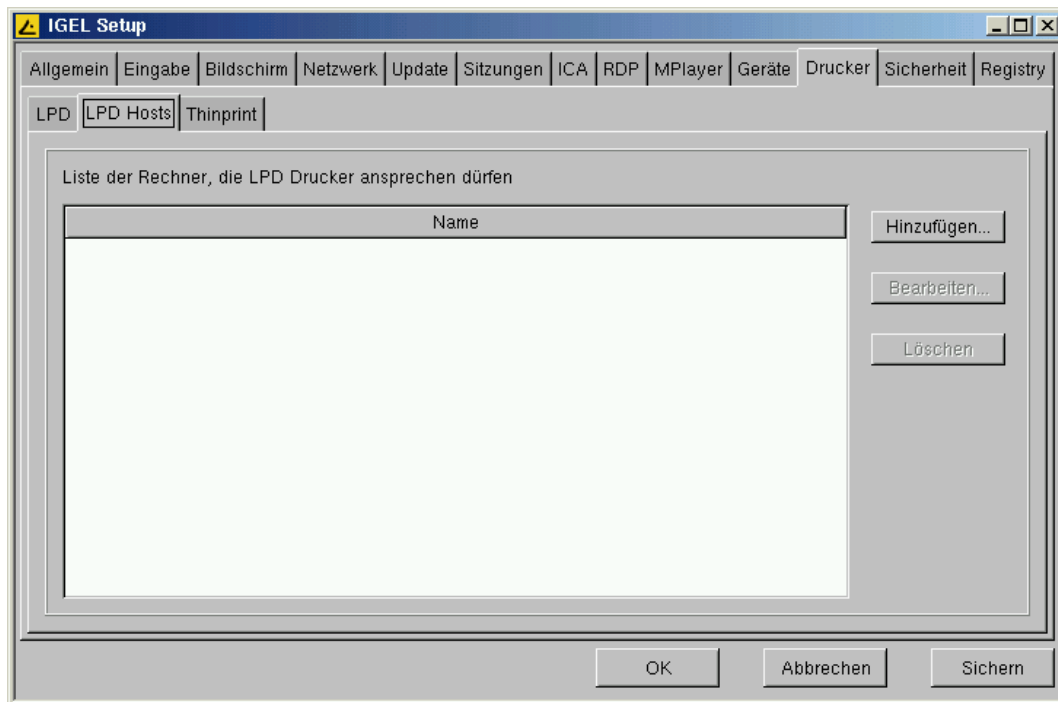 IGEL Setup
Allgemein Eingabe Bildschirm Netzwerk Update Sitzungen ICA RDP MPlayer Geräte Drucker Sicherheit Registry
LPD LPD Hosts Thinprint
Liste der Rechner, die LPD Drucker ansprechen dürfen
Name
Hinzufügen...
Bearbeiten...
Löschen
OK Abbrechen Sichern